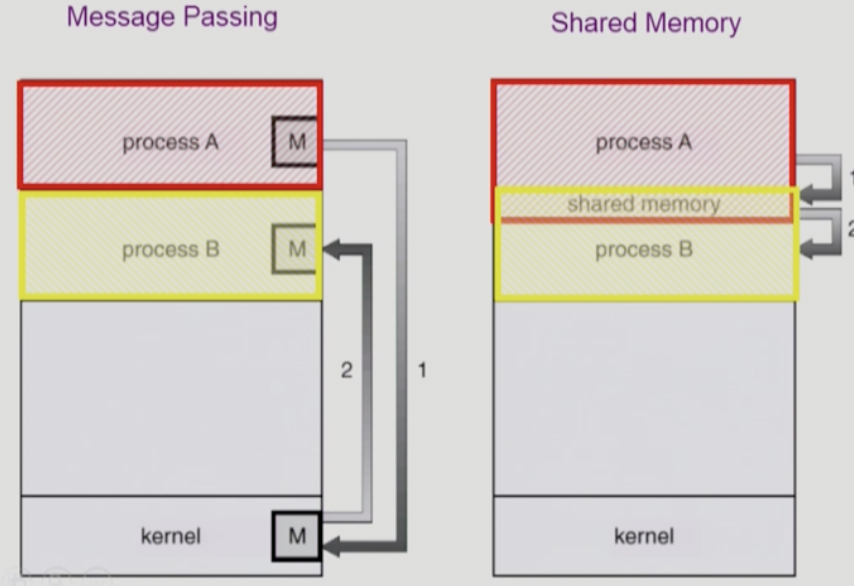 Message Passing
process A
M
process B
M
2
1
kernel
M
Shared Memory
process A
shared memory
process B
1
2
kernel